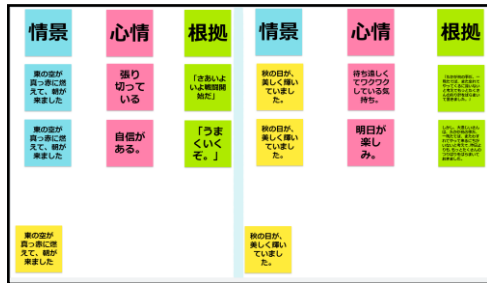 情景
心情
根拠
東の空が
真っ赤に燃
えて、朝が
来ました
張り
切って
いる
「さあいよ
いよ戦闘開
始だ」
東の空が
真っ赤に燃
えて、朝が
来ました
自信が
ある。
「うま
くいく
ぞ。」
東の空が
真っ赤に燃
えて、朝が
来ました
情景
心情
根拠
秋の日が、
美しく輝い
ていまし
た。
待ち遠しく
てワクワク
している気
持ち。
秋の日が、
美しく輝い
ていまし
た。
明日が
楽し
み。
秋の日が、
美しく輝い
ていまし
た。